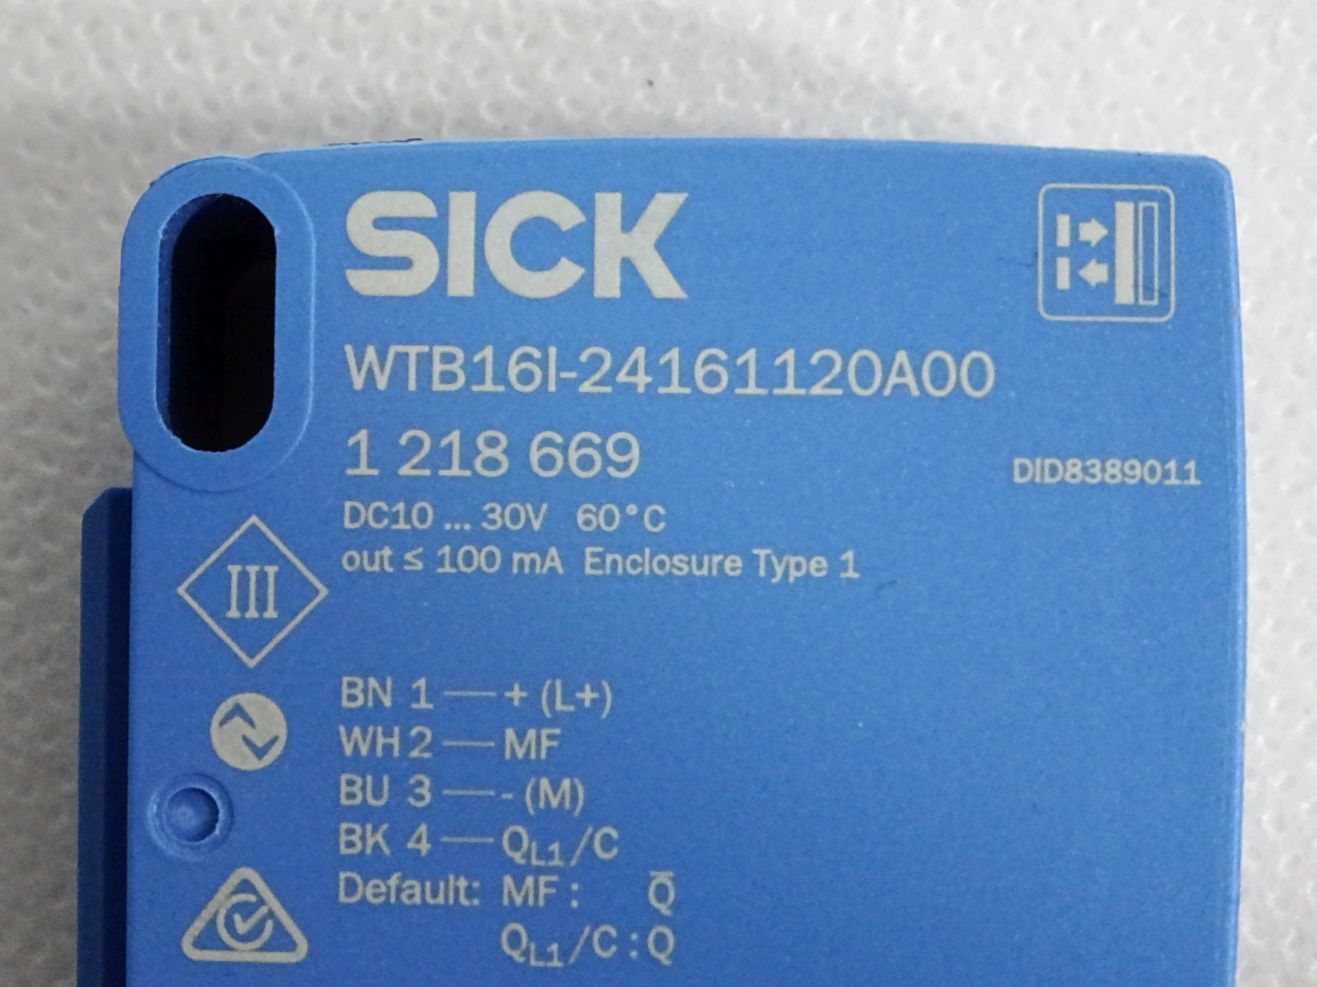 SICK
WTB16I-24161120A00
1 218 669
DID8389011
DC10 ... 30V 60°C
out ≤ 100 mA Enclosure Type 1
III
BN 1 — + (L+)
WH 2 — MF
BU 3 — - (M)
BK 4 — QL1/C
Default: MF : Q̅
QL1/C : Q